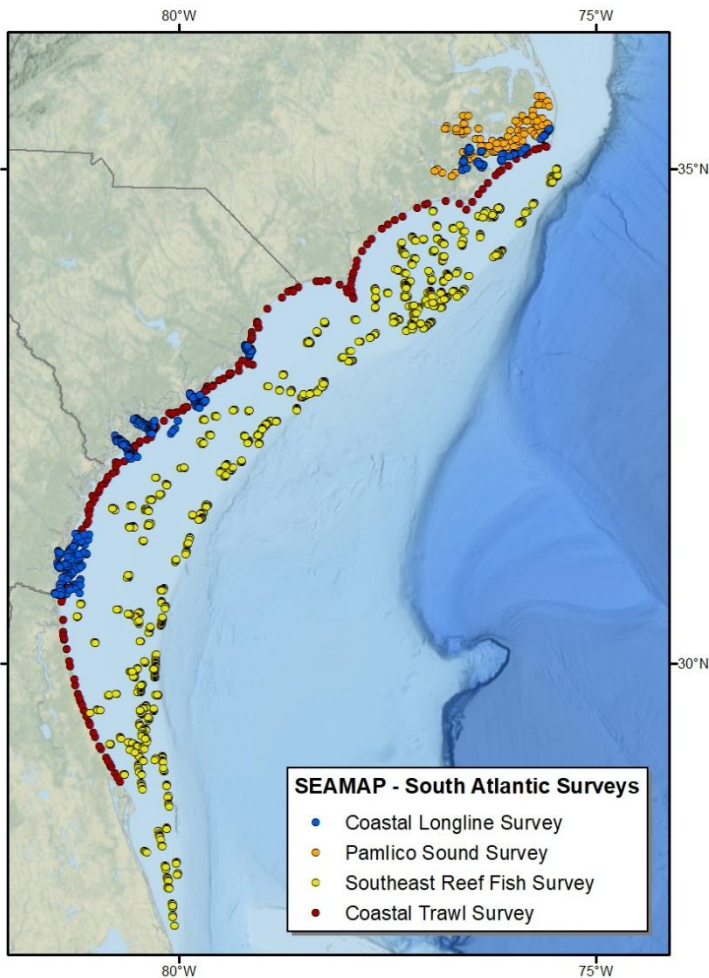 80°W 75°W
35°N
30°N
SEAMAP - South Atlantic Surveys
Coastal Longline Survey
Pamlico Sound Survey
Southeast Reef Fish Survey
Coastal Trawl Survey
80°W 75°W